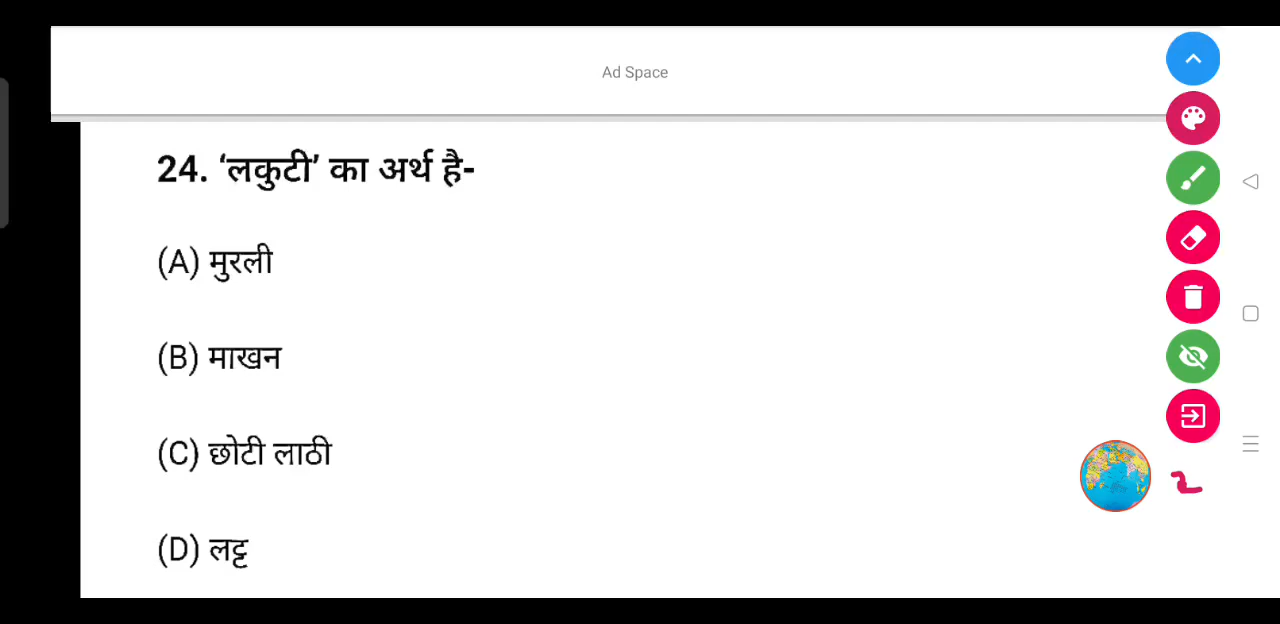 Ad Space
24. ‘लकुटी’ का अर्थ है-
(A) मुरली
(B) माखन
(C) छोटी लाठी
(D) लट्ट